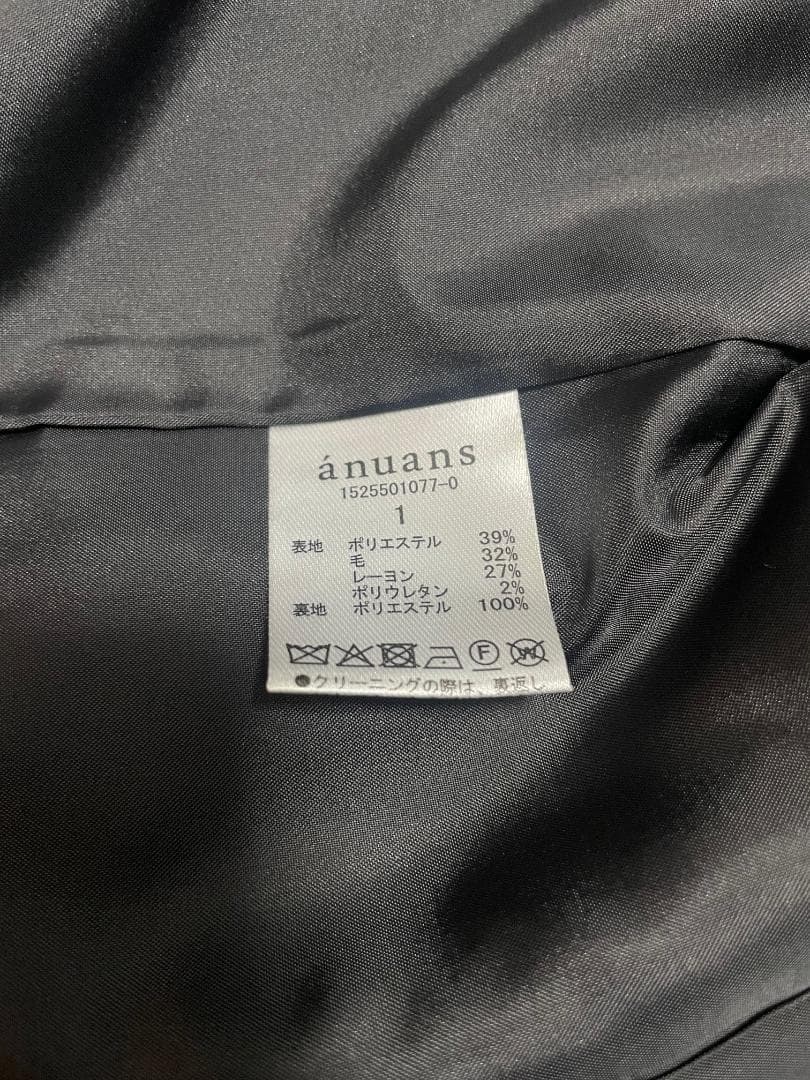 ánuans
1525501077-0
1
表地 ポリエステル 39%
毛 32%
レーヨン 27%
ポリウレタン 2%
裏地 ポリエステル 100%
F W
●クリーニングの際は、裏返し